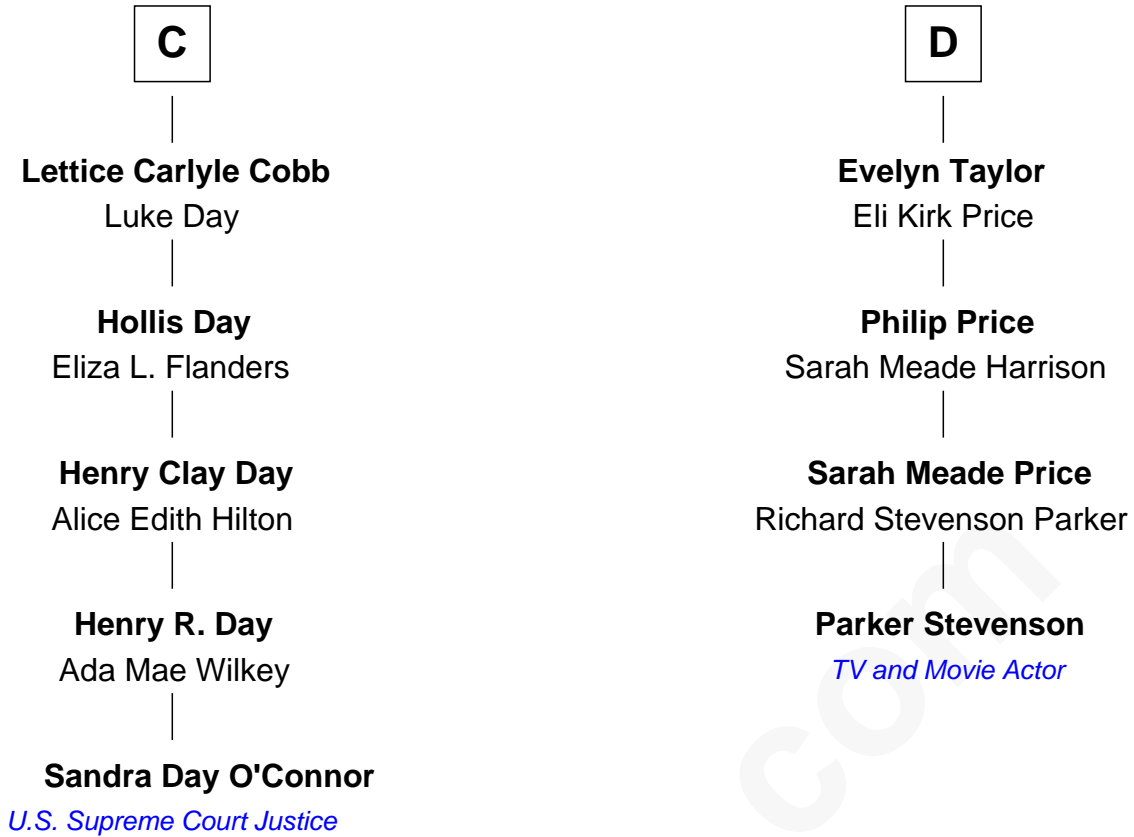 C
Lettice Carlyle Cobb
Luke Day
Hollis Day
Eliza L. Flanders
Henry Clay Day
Alice Edith Hilton
Henry R. Day
Ada Mae Wilkey
Sandra Day O'Connor
U.S. Supreme Court Justice
D
Evelyn Taylor
Eli Kirk Price
Philip Price
Sarah Meade Harrison
Sarah Meade Price
Richard Stevenson Parker
Parker Stevenson
TV and Movie Actor
com